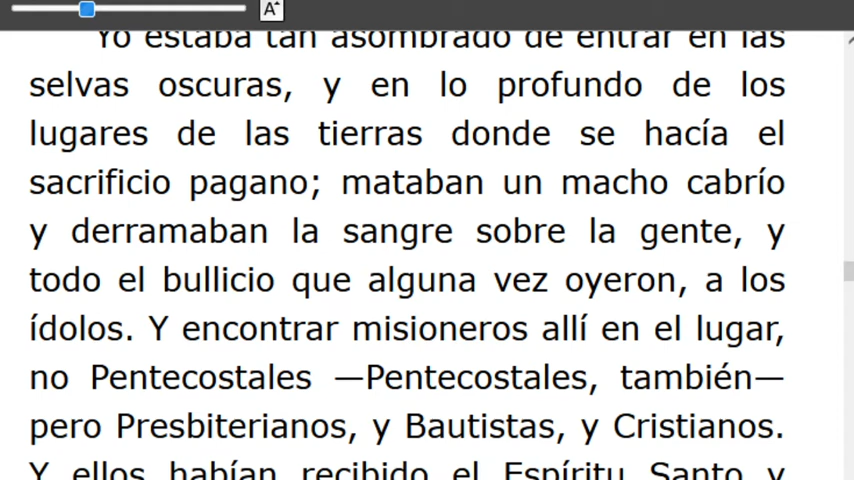 A
Yo estaba tan asombrado de entrar en las
selvas oscuras, y en lo profundo de los
lugares de las tierras donde se hacía el
sacrificio pagano; mataban un macho cabrío
y derramaban la sangre sobre la gente, y
todo el bullicio que alguna vez oyeron, a los
ídolos. Y encontrar misioneros allí en el lugar,
no Pentecostales —Pentecostales, también—
pero Presbiterianos, y Bautistas, y Cristianos.
Y ellos habían recibido el Espíritu Santo y